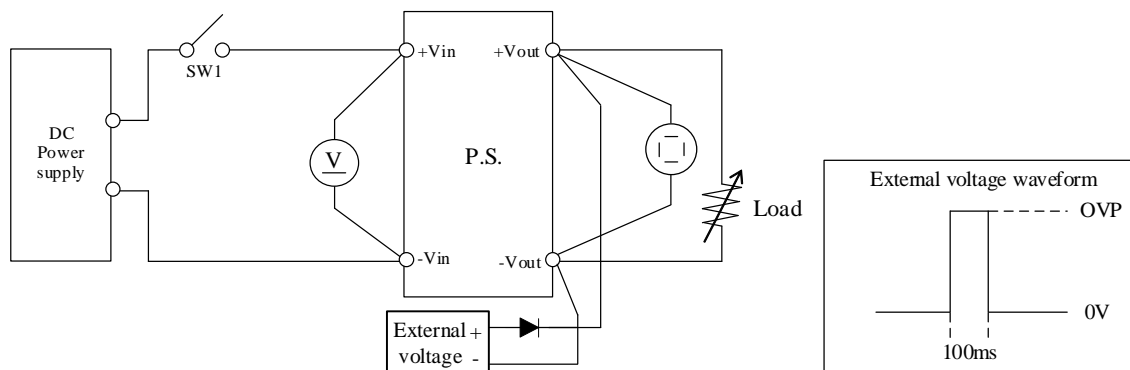 SW1
DC
Power
supply
V
+Vin
-Vin
P.S.
+Vout
-Vout
Load
External +
voltage -
External voltage waveform
OVP
0V
100ms